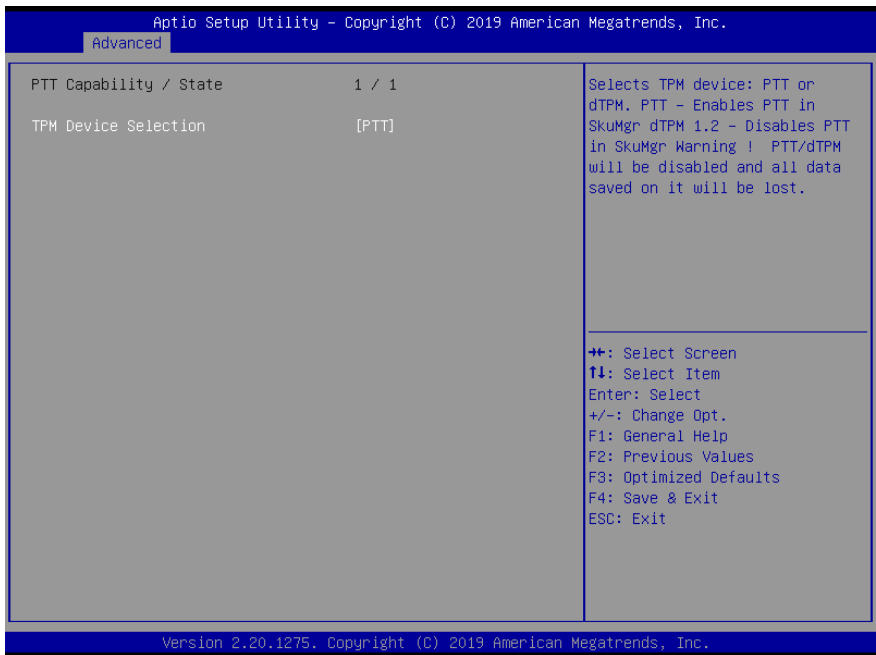 Aptio Setup Utility – Copyright (C) 2019 American Megatrends, Inc.
Advanced
PTT Capability / State 1 / 1
TPM Device Selection [PTT]
Selects TPM device: PTT or
dTPM. PTT – Enables PTT in
SkuMgr dTPM 1.2 – Disables PTT
in SkuMgr Warning ! PTT/dTPM
will be disabled and all data
saved on it will be lost.
→←: Select Screen
↑↓: Select Item
Enter: Select
+/-: Change Opt.
F1: General Help
F2: Previous Values
F3: Optimized Defaults
F4: Save & Exit
ESC: Exit
Version 2.20.1275. Copyright (C) 2019 American Megatrends, Inc.